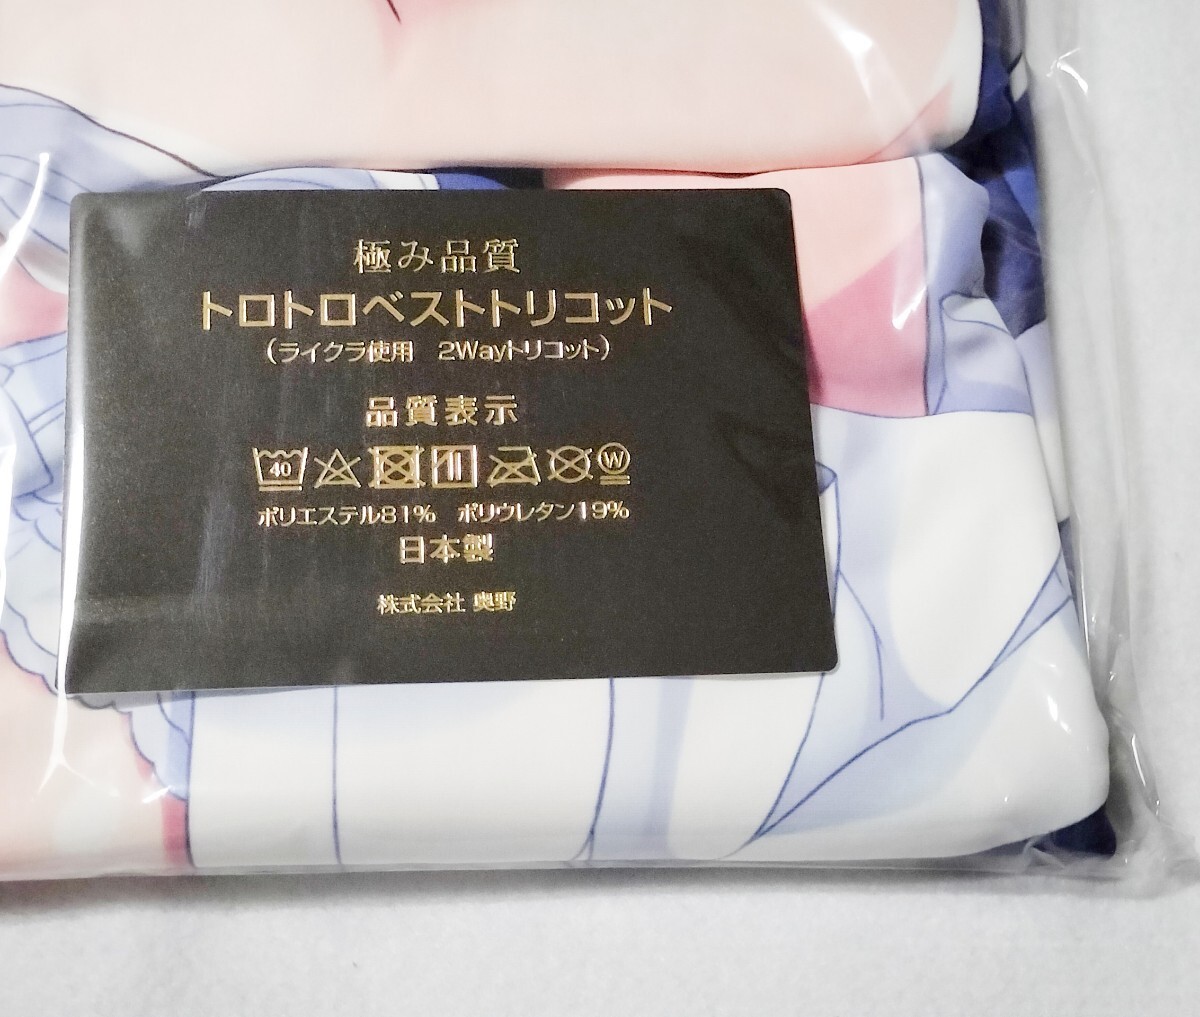 極み品質
トロトロベストトリコット
(ライクラ使用 2Wayトリコット)
品質表示
40 W
ポリエステル81% ポリウレタン19%
日本製
株式会社 奥野